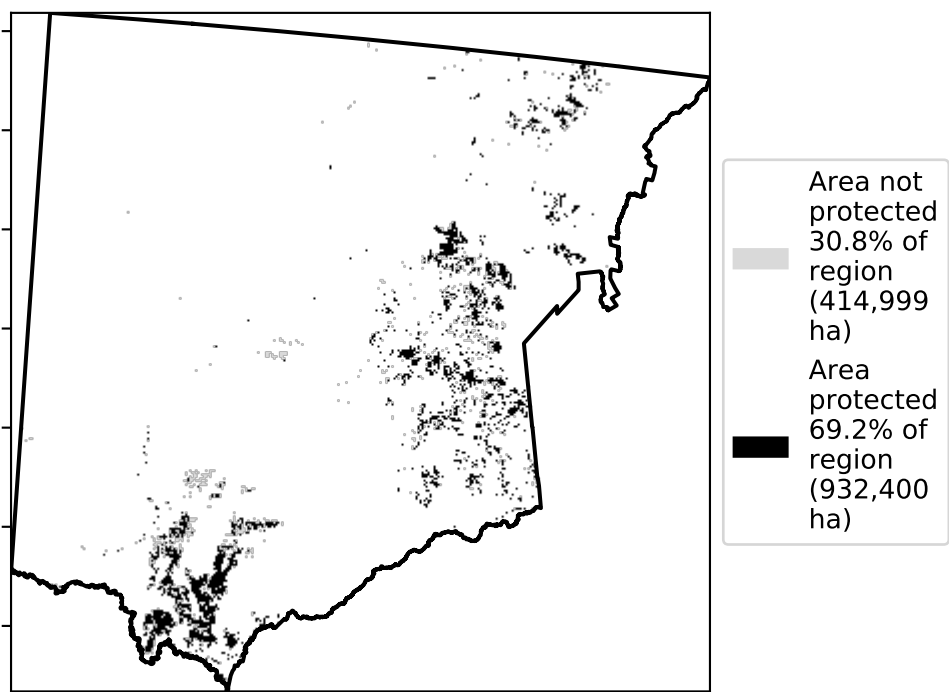 Area not
protected
30.8% of
region
(414,999
ha)
Area
protected
69.2% of
region
(932,400
ha)